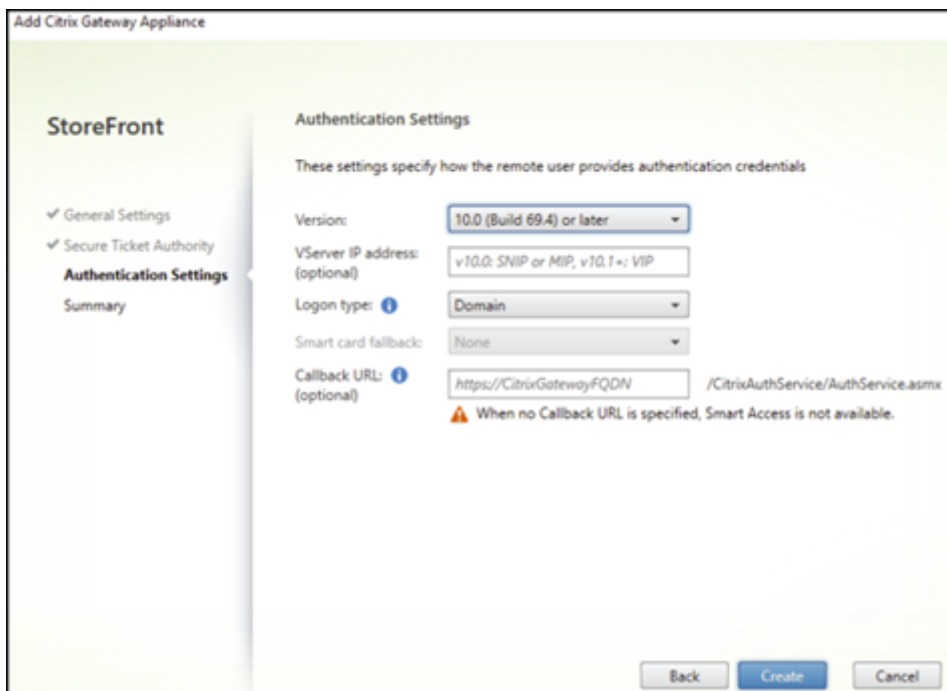 Add Citrix Gateway Appliance
StoreFront
✔ General Settings
✔ Secure Ticket Authority
Authentication Settings
Summary
Authentication Settings
These settings specify how the remote user provides authentication credentials
Version: 10.0 (Build 69.4) or later
VServer IP address: v10.0: SNIP or MIP, v10.1+: VIP
(optional)
Logon type: Domain
Smart card fallback: None
Callback URL: https://CitrixGatewayFQDN /CitrixAuthService/AuthService.asmx
(optional)
When no Callback URL is specified, Smart Access is not available.
Back Create Cancel